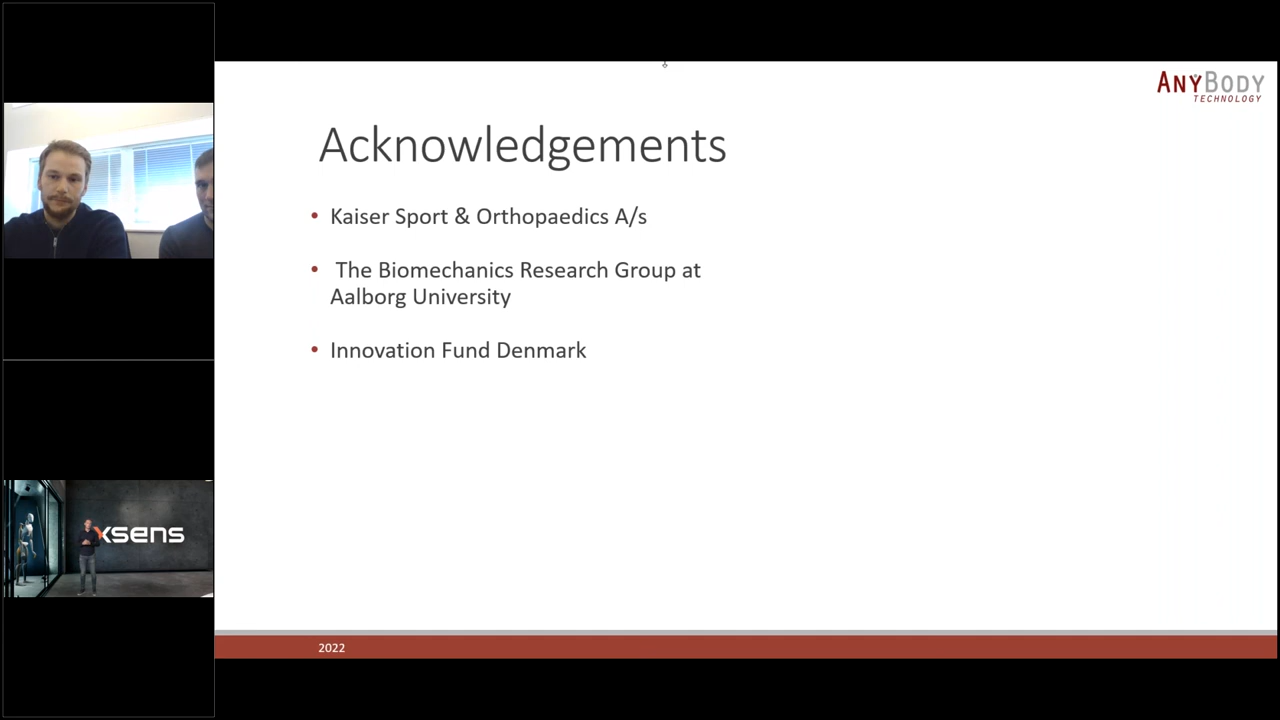 ANYBODY
TECHNOLOGY
Acknowledgements
• Kaiser Sport & Orthopaedics A/s
• The Biomechanics Research Group at
Aalborg University
• Innovation Fund Denmark
xsens
2022